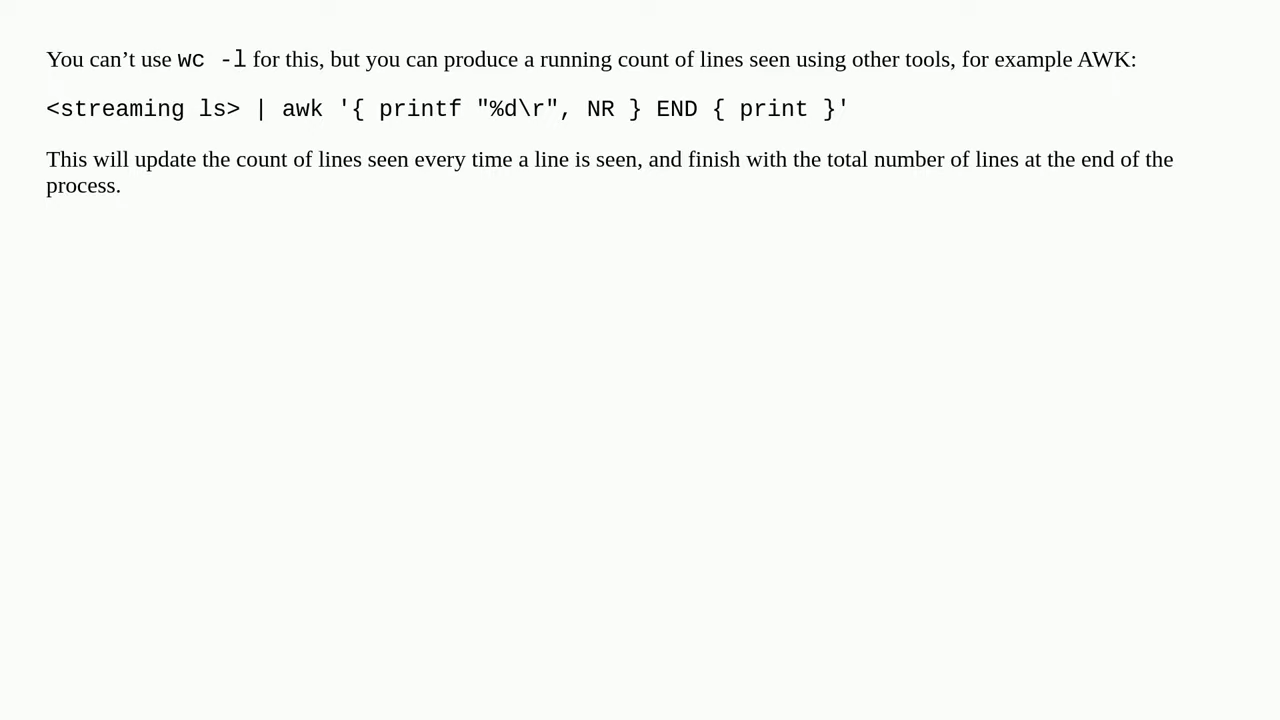 You can’t use wc -l for this, but you can produce a running count of lines seen using other tools, for example AWK:
<streaming ls> | awk '{ printf "%d\r", NR } END { print }'
This will update the count of lines seen every time a line is seen, and finish with the total number of lines at the end of the
process.